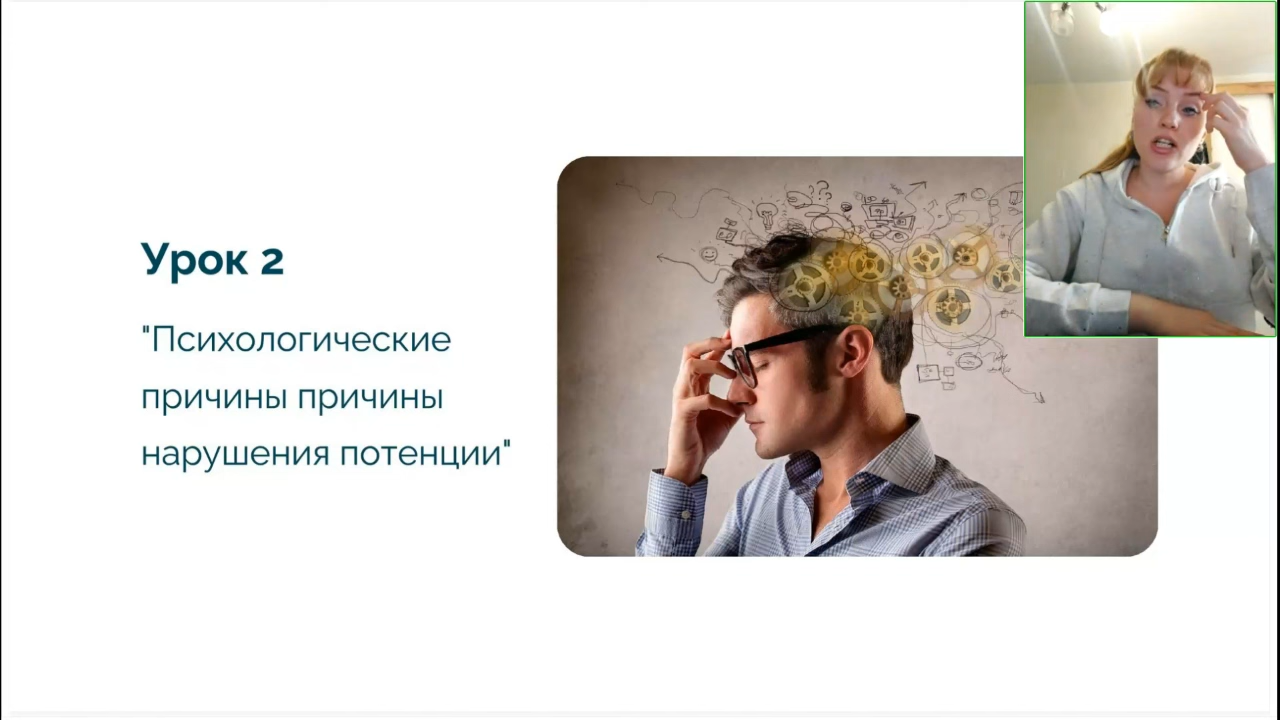 Урок 2
"Психологические
причины причины
нарушения потенции"